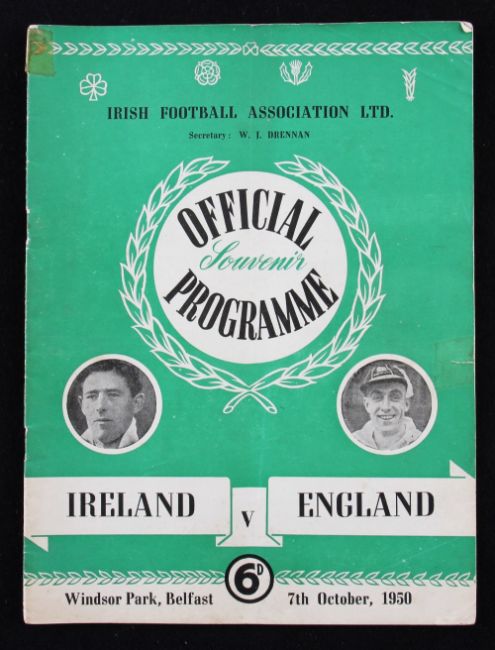 IRISH FOOTBALL ASSOCIATION LTD.
Secretary: W. J. DRENNAN
OFFICIAL
Souvenir
PROGRAMME
IRELAND
V
ENGLAND
6D
Windsor Park, Belfast
7th October, 1950